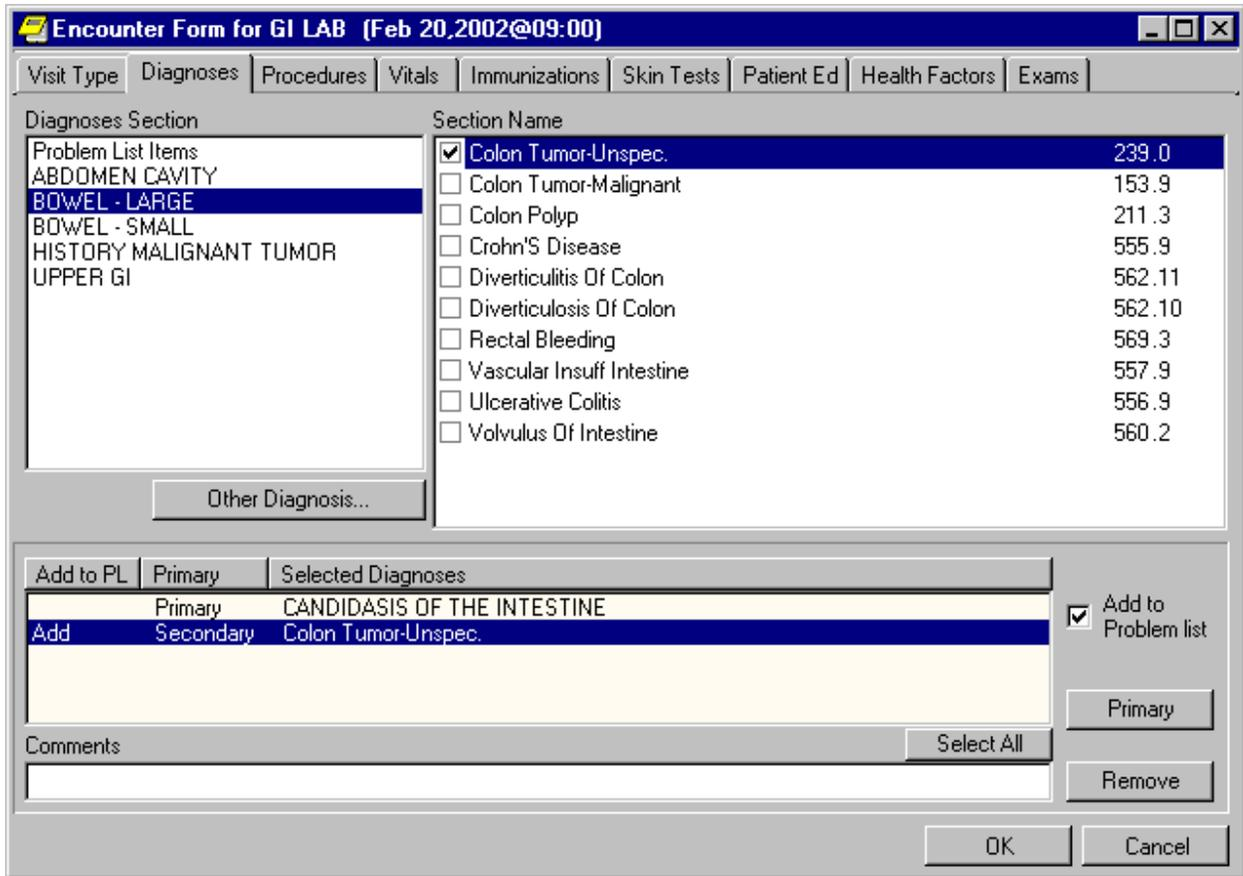 Encounter Form for GI LAB (Feb 20,2002@09:00)
Visit Type Diagnoses Procedures Vitals Immunizations Skin Tests Patient Ed Health Factors Exams
Diagnoses Section
Problem List Items
ABDOMEN CAVITY
BOWEL - LARGE
BOWEL - SMALL
HISTORY MALIGNANT TUMOR
UPPER GI
Other Diagnosis...
Section Name
Colon Tumor-Unspec. 239.0
Colon Tumor-Malignant 153.9
Colon Polyp 211.3
Crohn'S Disease 555.9
Diverticulitis Of Colon 562.11
Diverticulosis Of Colon 562.10
Rectal Bleeding 569.3
Vascular Insuff Intestine 557.9
Ulcerative Colitis 556.9
Volvulus Of Intestine 560.2
Add to PL Primary Selected Diagnoses
Primary CANDIDASIS OF THE INTESTINE
Add Secondary Colon Tumor-Unspec.
Add to
Problem list
Primary
Comments Select All
Remove
OK Cancel